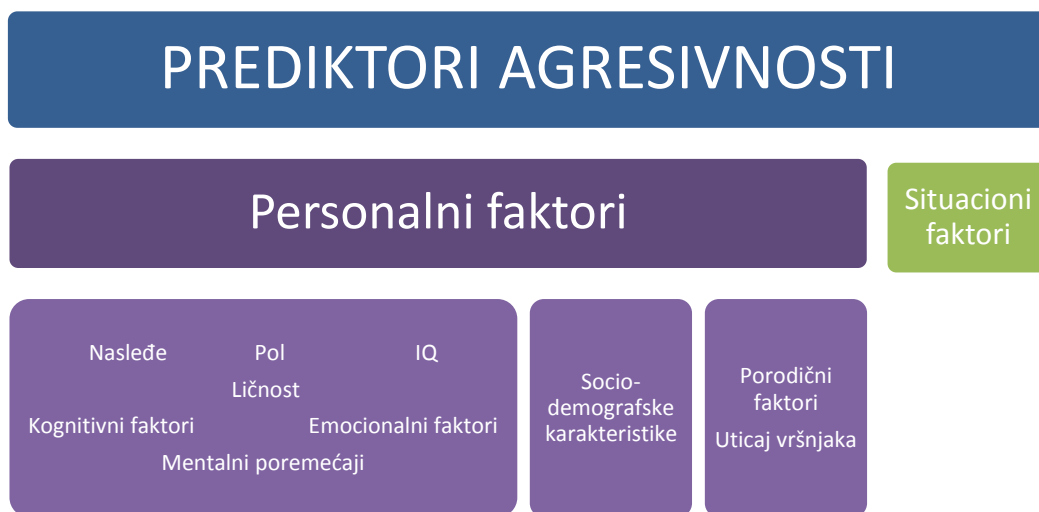 PREDIKTORI AGRESIVNOSTI
Personalni faktori
Situacioni
faktori
Nasleđe Pol IQ
Ličnost
Kognitivni faktori Emocionalni faktori
Mentalni poremećaji
Socio-
demografske
karakteristike
Porodični
faktori
Uticaj vršnjaka